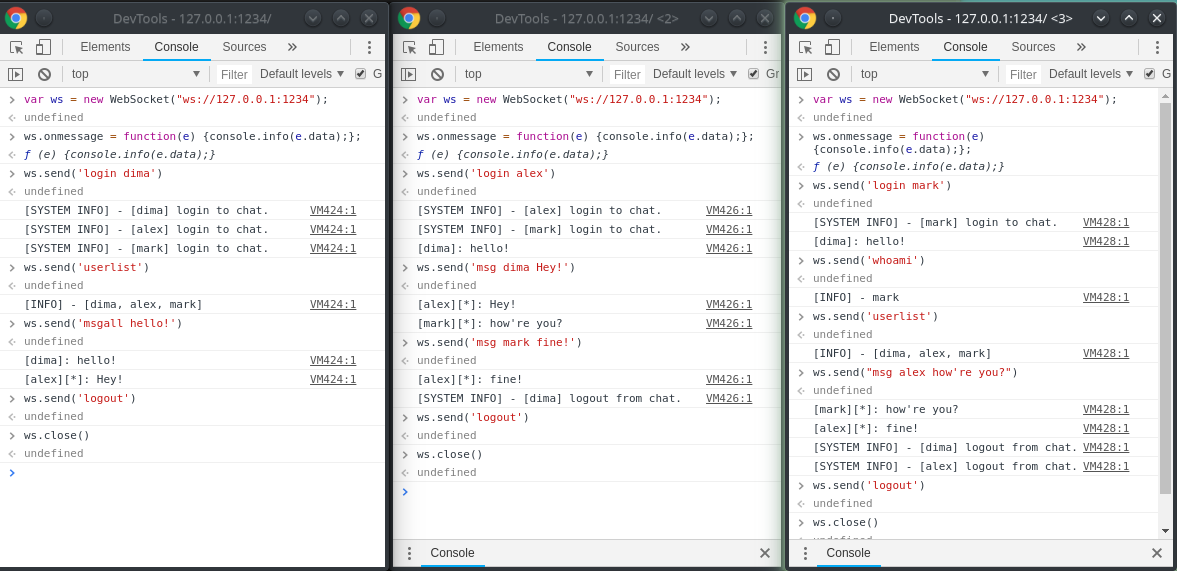 DevTools - 127.0.0.1:1234/
Elements Console Sources »
top Filter Default levels G
var ws = new WebSocket("ws://127.0.0.1:1234");
undefined
ws.onmessage = function(e) {console.info(e.data);};
ƒ (e) {console.info(e.data);}
ws.send('login dima')
undefined
[SYSTEM INFO] - [dima] login to chat. VM424:1
[SYSTEM INFO] - [alex] login to chat. VM424:1
[SYSTEM INFO] - [mark] login to chat. VM424:1
ws.send('userlist')
undefined
[INFO] - [dima, alex, mark] VM424:1
ws.send('msgall hello!')
undefined
[dima]: hello! VM424:1
[alex][*]: Hey! VM424:1
ws.send('logout')
undefined
ws.close()
undefined
DevTools - 127.0.0.1:1234/ <2>
Elements Console Sources »
top Filter Default levels Gr
var ws = new WebSocket("ws://127.0.0.1:1234");
undefined
ws.onmessage = function(e) {console.info(e.data);};
ƒ (e) {console.info(e.data);}
ws.send('login alex')
undefined
[SYSTEM INFO] - [alex] login to chat. VM426:1
[SYSTEM INFO] - [mark] login to chat. VM426:1
[dima]: hello! VM426:1
ws.send('msg dima Hey!')
undefined
[alex][*]: Hey! VM426:1
[mark][*]: how're you? VM426:1
ws.send('msg mark fine!')
undefined
[alex][*]: fine! VM426:1
[SYSTEM INFO] - [dima] logout from chat. VM426:1
ws.send('logout')
undefined
ws.close()
undefined
Console
DevTools - 127.0.0.1:1234/ <3>
Elements Console Sources »
top Filter Default levels G
var ws = new WebSocket("ws://127.0.0.1:1234");
undefined
ws.onmessage = function(e)
{console.info(e.data);};
ƒ (e) {console.info(e.data);}
ws.send('login mark')
undefined
[SYSTEM INFO] - [mark] login to chat. VM428:1
[dima]: hello! VM428:1
ws.send('whoami')
undefined
[INFO] - mark VM428:1
ws.send('userlist')
undefined
[INFO] - [dima, alex, mark] VM428:1
ws.send("msg alex how're you?")
undefined
[mark][*]: how're you? VM428:1
[alex][*]: fine! VM428:1
[SYSTEM INFO] - [dima] logout from chat. VM428:1
[SYSTEM INFO] - [alex] logout from chat. VM428:1
ws.send('logout')
undefined
ws.close()
undefined
Console